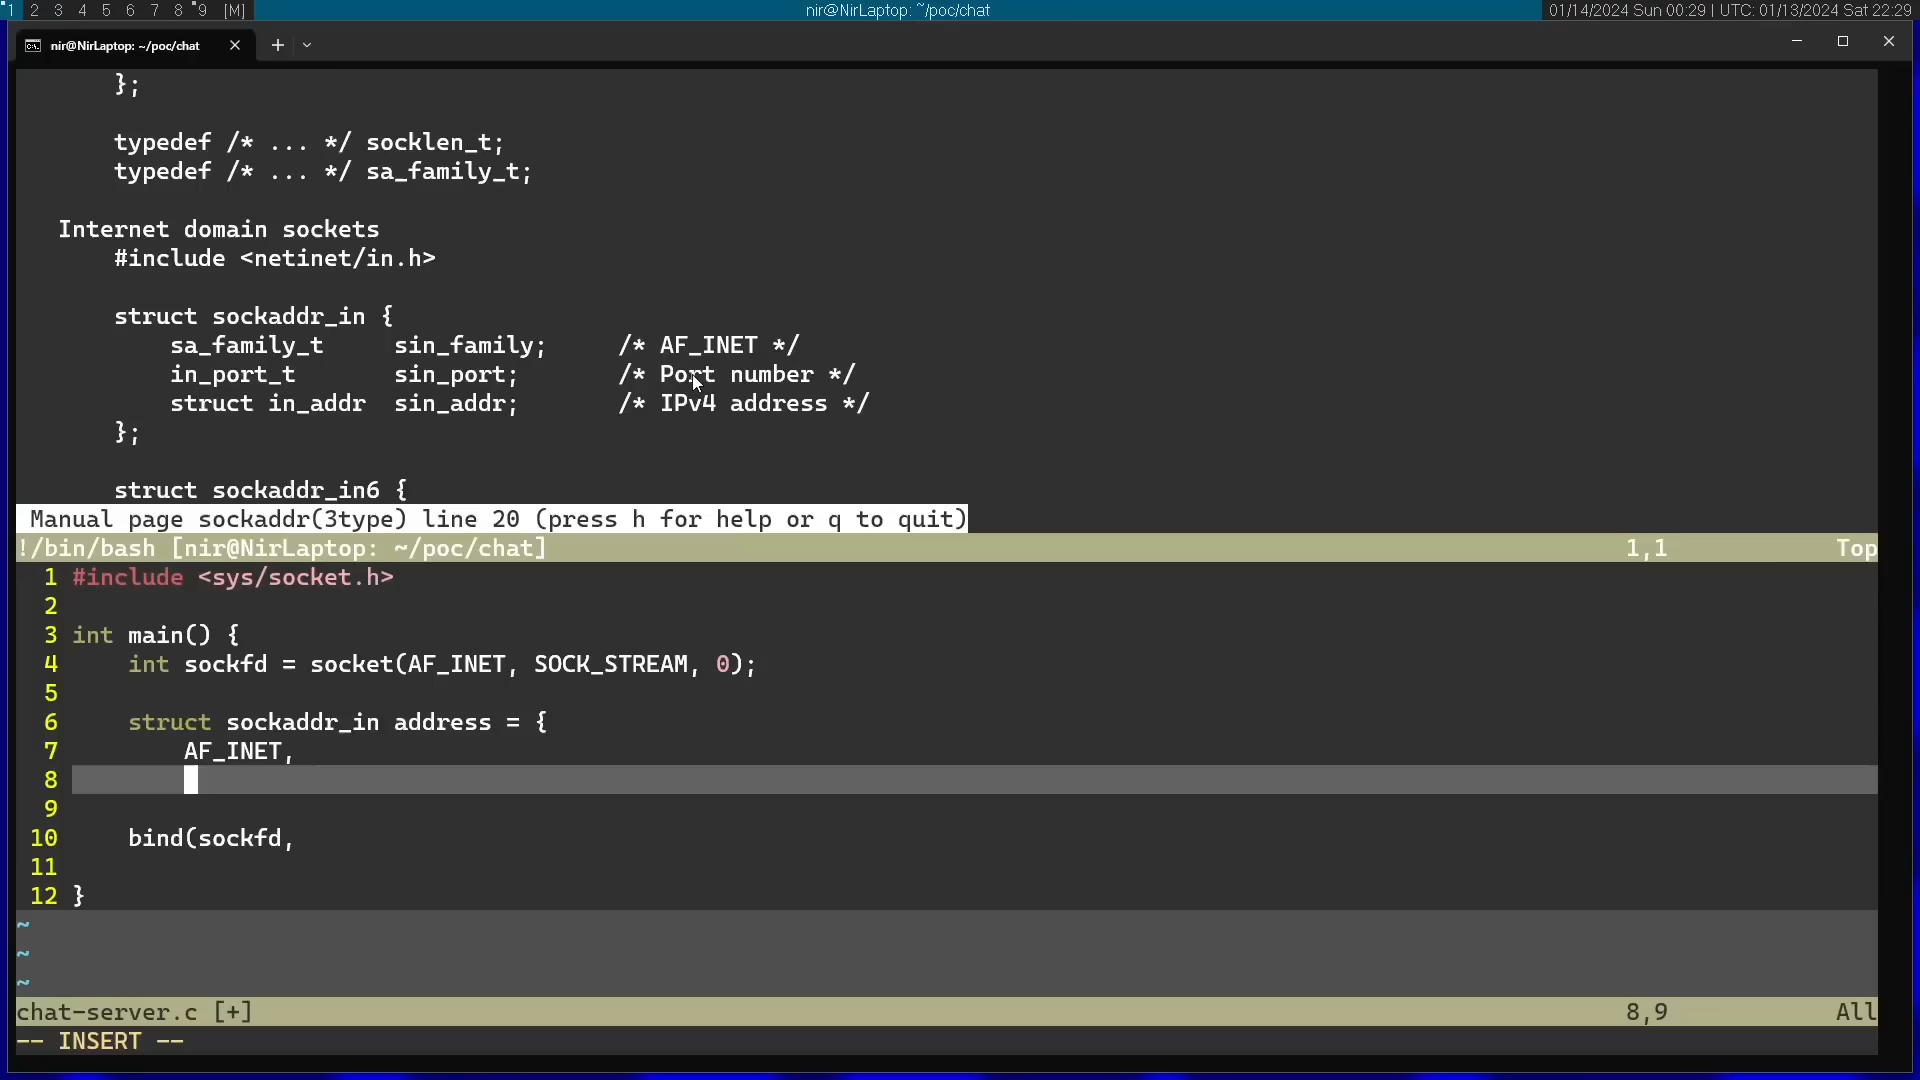 1 2 3 4 5 6 7 8 9 [M] nir@NirLaptop: ~/poc/chat 01/14/2024 Sun 00:29 | UTC: 01/13/2024 Sat 22:29
nir@NirLaptop: ~/poc/chat
};
typedef /* ... */ socklen_t;
typedef /* ... */ sa_family_t;
Internet domain sockets
#include <netinet/in.h>
struct sockaddr_in {
sa_family_t sin_family; /* AF_INET */
in_port_t sin_port; /* Port number */
struct in_addr sin_addr; /* IPv4 address */
};
struct sockaddr_in6 {
Manual page sockaddr(3type) line 20 (press h for help or q to quit)
!/bin/bash [nir@NirLaptop: ~/poc/chat] 1,1 Top
1 #include <sys/socket.h>
2
3 int main() {
4 int sockfd = socket(AF_INET, SOCK_STREAM, 0);
5
6 struct sockaddr_in address = {
7 AF_INET,
8
9
10 bind(sockfd,
11
12 }
~
~
~
chat-server.c [+] 8,9 All
-- INSERT --